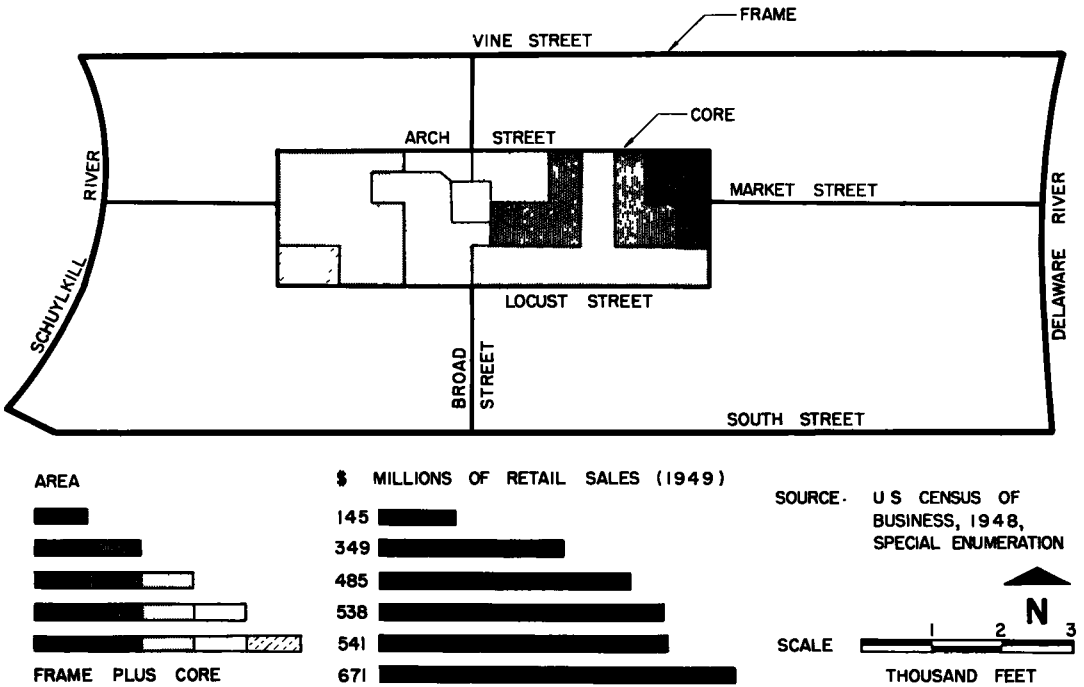 FRAME
VINE STREET
CORE
ARCH STREET
RIVER
MARKET STREET
RIVER
SCHUYLKILL
DELAWARE
LOCUST STREET
BROAD
STREET
SOUTH STREET
AREA
$ MILLIONS OF RETAIL SALES (1949)
145
349
485
538
541
FRAME PLUS CORE 671
SOURCE- U S CENSUS OF
BUSINESS, 1948,
SPECIAL ENUMERATION
N
SCALE 1 2 3
THOUSAND FEET